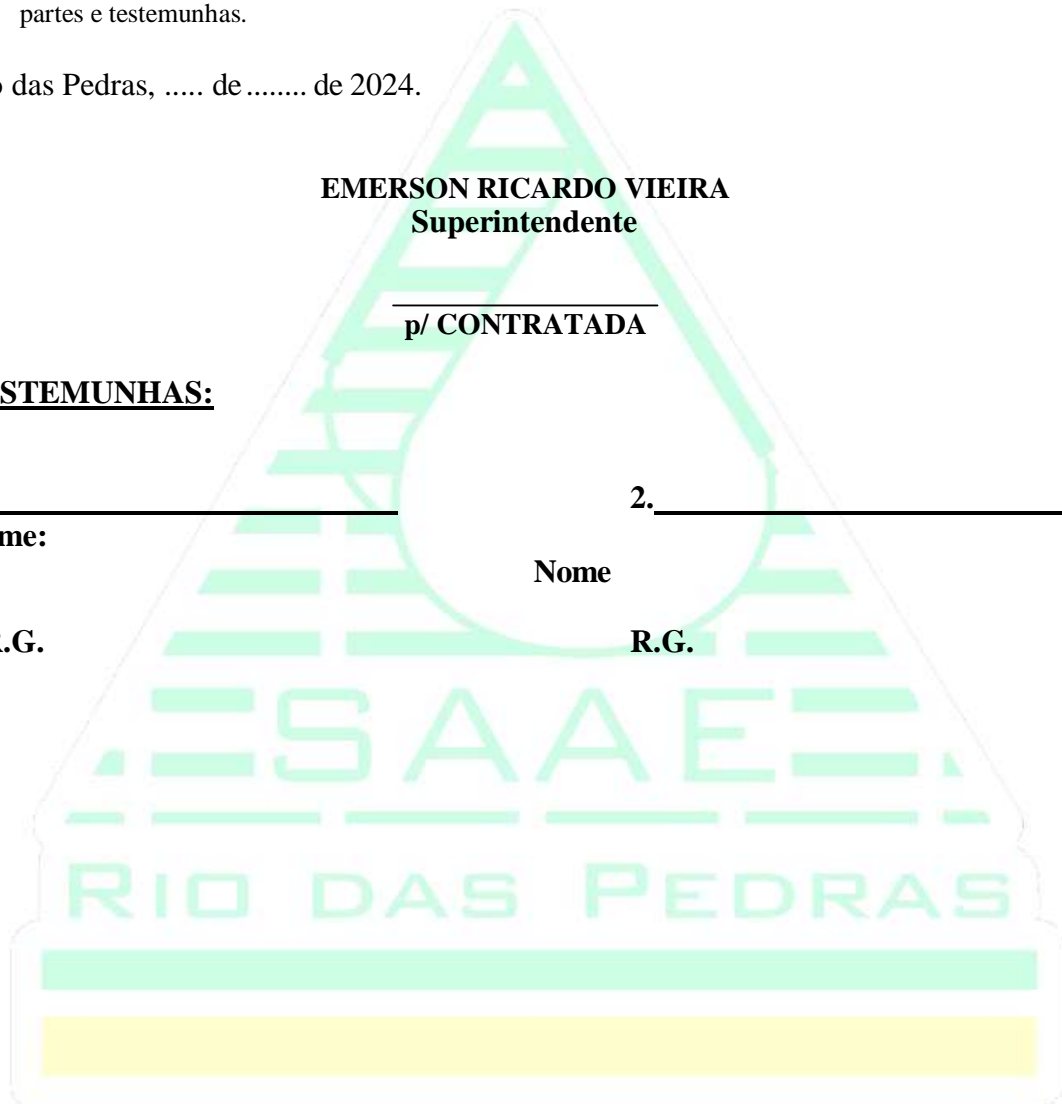 partes e testemunhas.
o das Pedras, ..... de ........ de 2024.
EMERSON RICARDO VIEIRA
Superintendente
p/ CONTRATADA
STEMUNHAS:
2.
me:
Nome
R.G.
R.G.
SAAE
RIO DAS PEDRAS